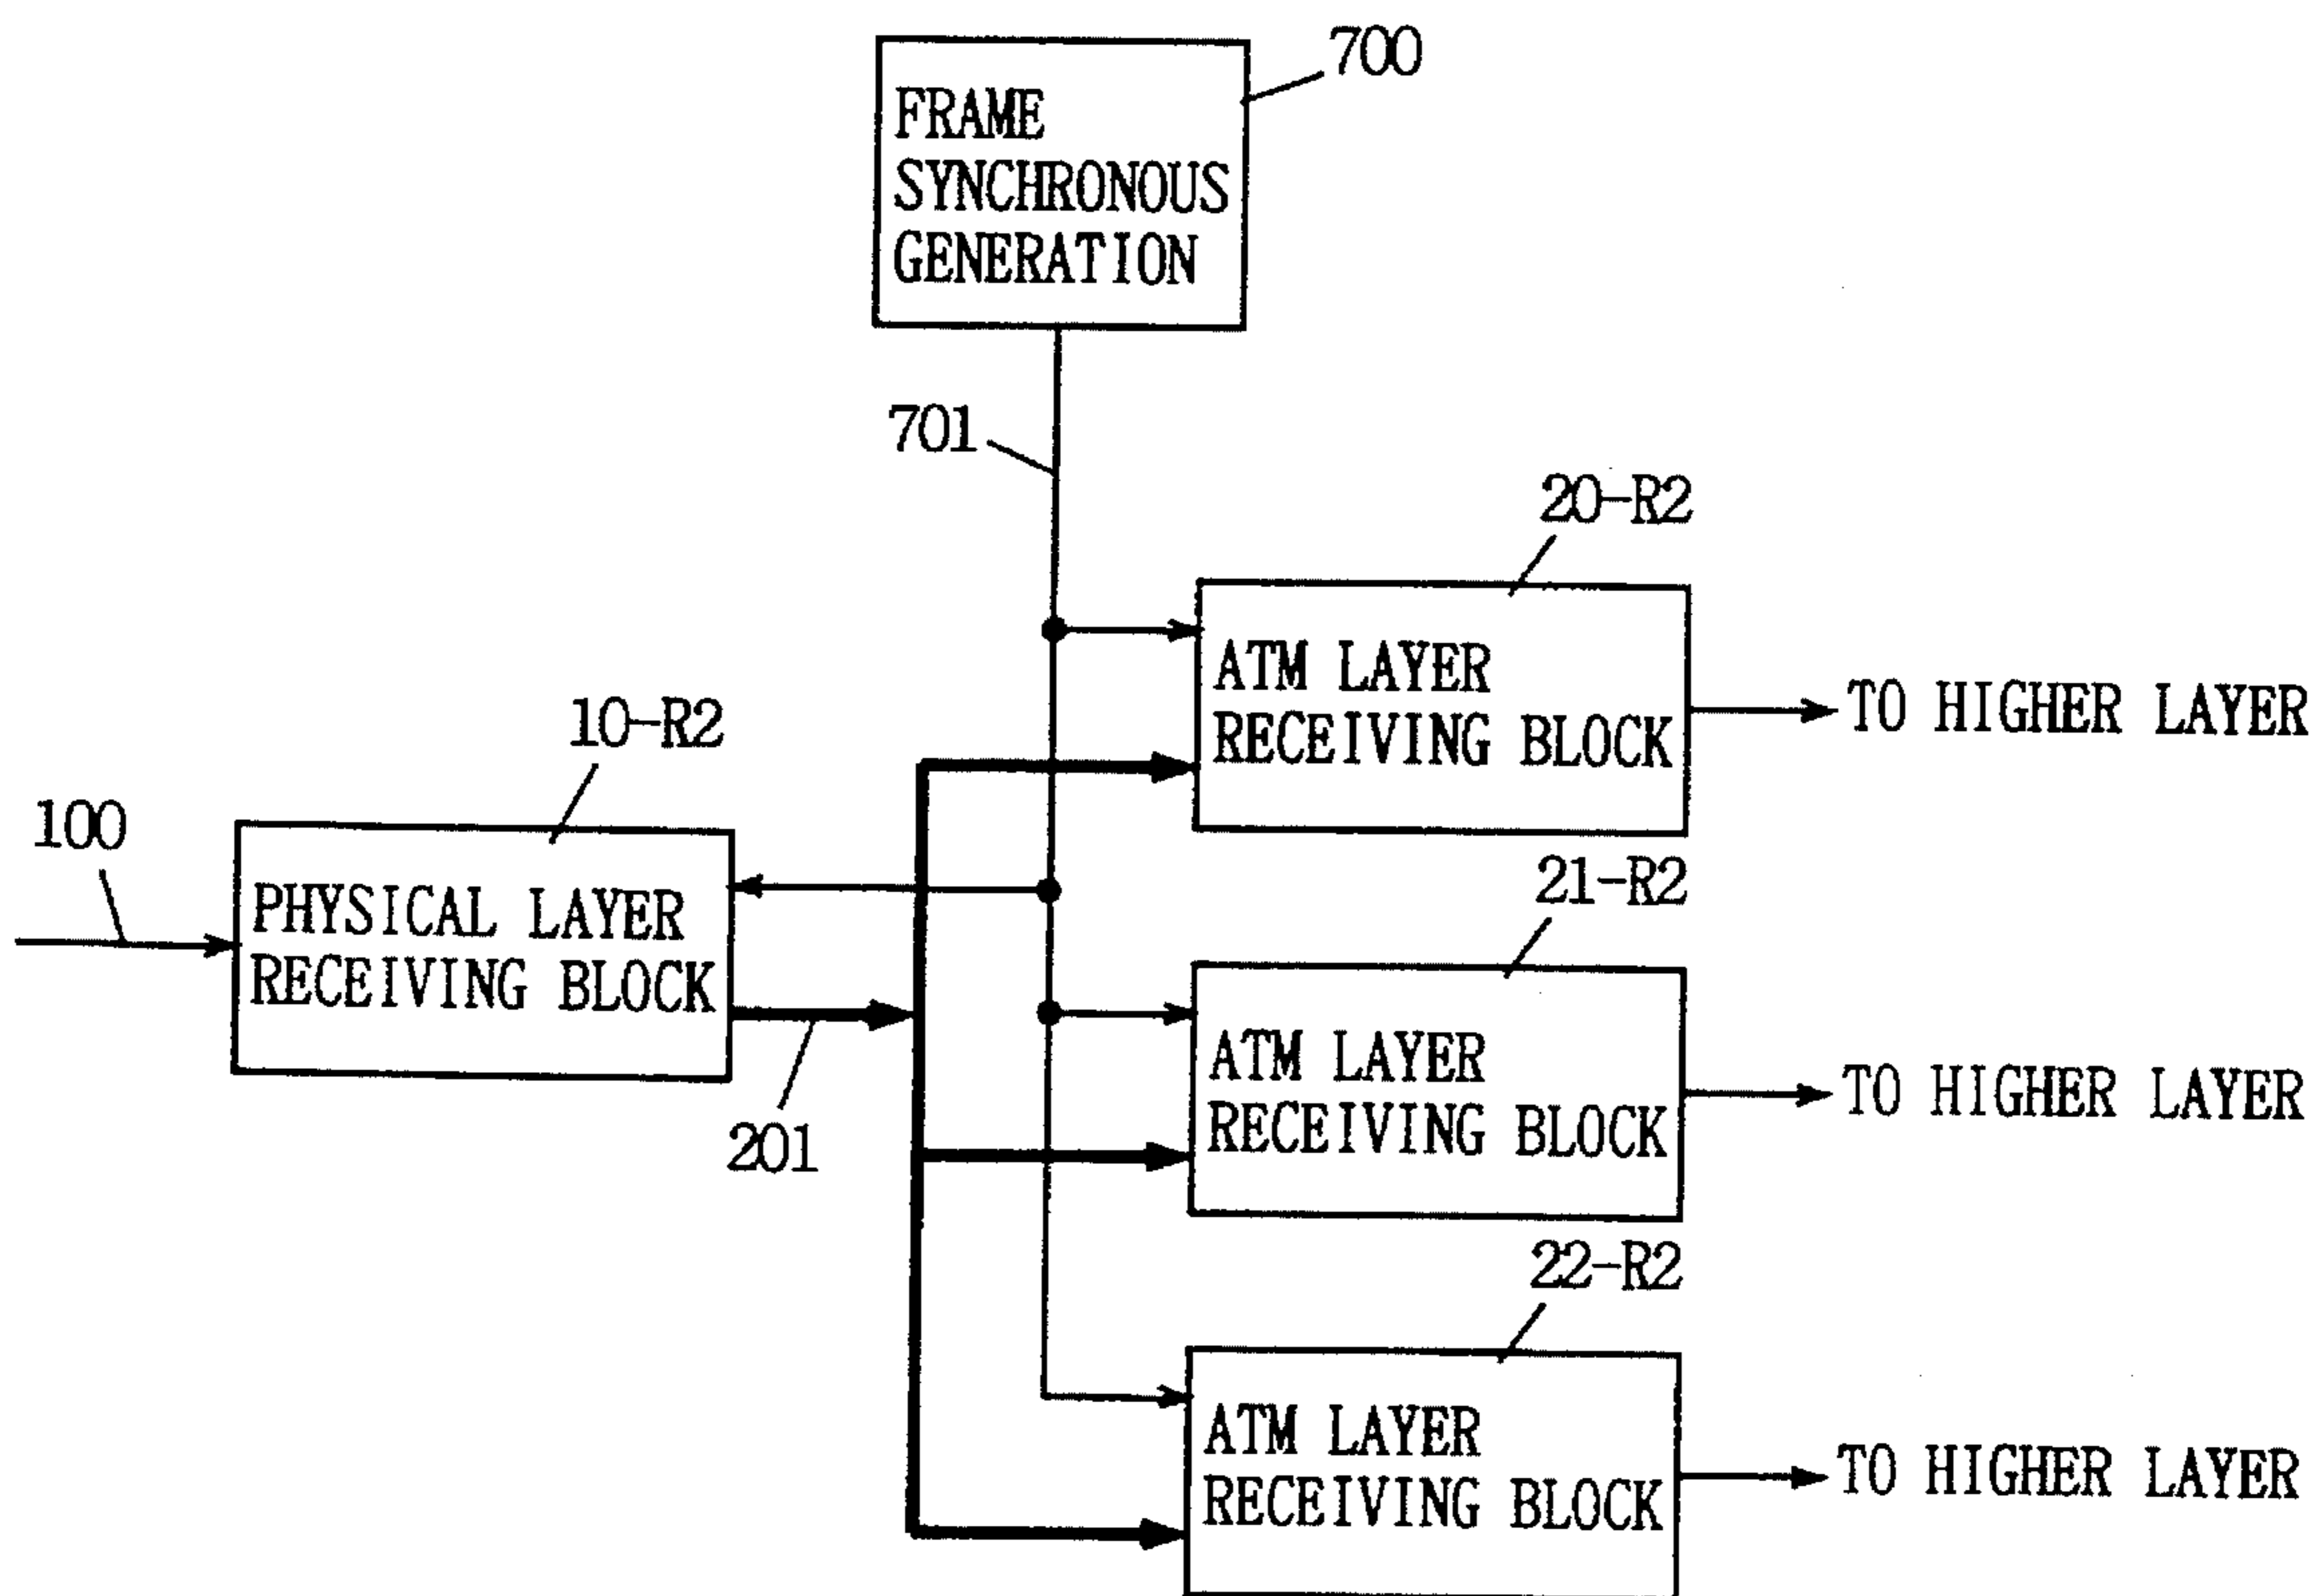 700
FRAME
SYNCHRONOUS
GENERATION
701
20-R2
ATM LAYER
RECEIVING BLOCK
TO HIGHER LAYER
10-R2
100
PHYSICAL LAYER
RECEIVING BLOCK
201
21-R2
ATM LAYER
RECEIVING BLOCK
TO HIGHER LAYER
22-R2
ATM LAYER
RECEIVING BLOCK
TO HIGHER LAYER